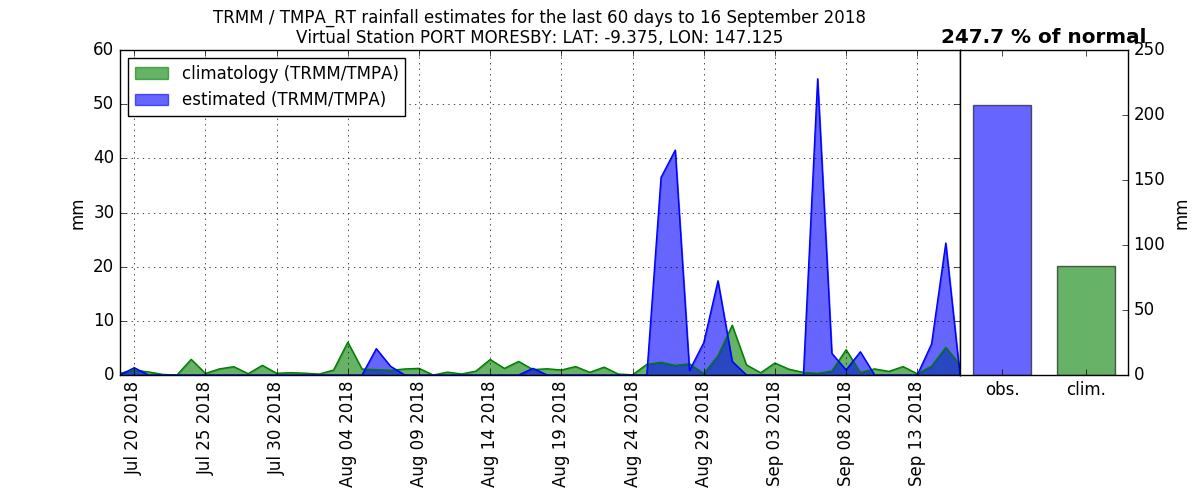 TRMM / TMPA_RT rainfall estimates for the last 60 days to 16 September 2018
Virtual Station PORT MORESBY: LAT: -9.375, LON: 147.125
247.7 % of normal
climatology (TRMM/TMPA)
estimated (TRMM/TMPA)
60
50
40
30
20
10
0
mm
Jul 20 2018
Jul 25 2018
Jul 30 2018
Aug 04 2018
Aug 09 2018
Aug 14 2018
Aug 19 2018
Aug 24 2018
Aug 29 2018
Sep 03 2018
Sep 08 2018
Sep 13 2018
obs.
clim.
250
200
150
100
50
0
mm